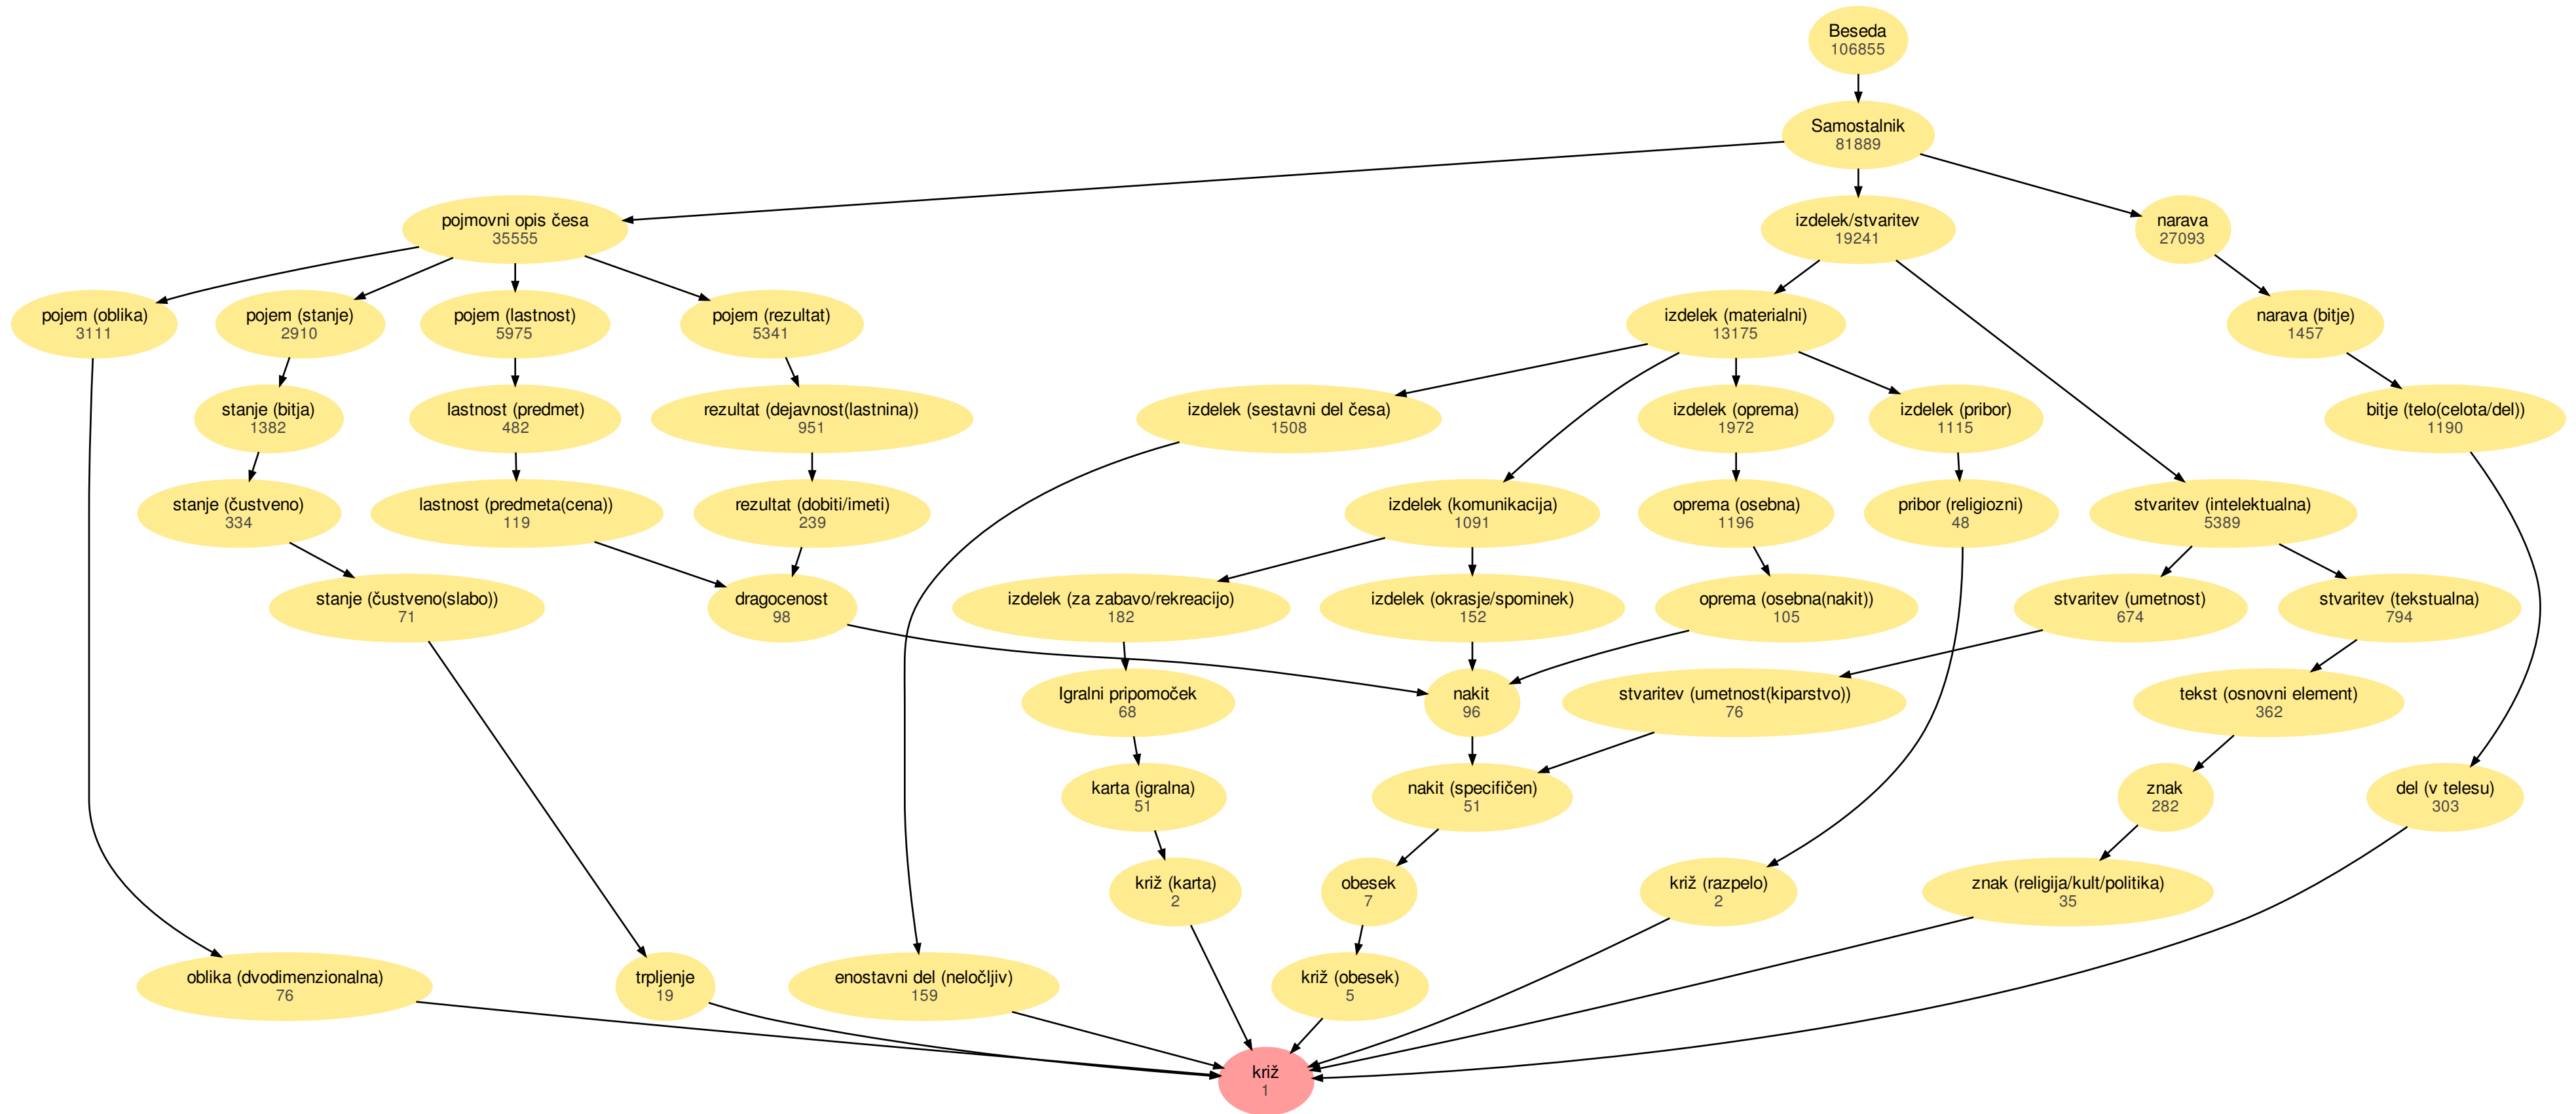 Beseda
106855
Samostalnik
81889
pojmovni opis česa
35555
izdelek/stvaritev
19241
narava
27093
pojem (oblika)
3111
pojem (stanje)
2910
pojem (lastnost)
5975
pojem (rezultat)
5341
izdelek (materialni)
13175
narava (bitje)
1457
stanje (bitja)
1382
lastnost (predmet)
482
rezultat (dejavnost(lastnina))
951
izdelek (sestavni del česa)
1508
izdelek (oprema)
1972
izdelek (pribor)
1115
bitje (telo(celota/del))
1190
stanje (čustveno)
334
lastnost (predmeta(cena))
119
rezultat (dobiti/imeti)
239
izdelek (komunikacija)
1091
oprema (osebna)
1196
pribor (religiozni)
48
stvaritev (intelektualna)
5389
stanje (čustveno(slabo))
71
dragocenost
98
izdelek (za zabavo/rekreacijo)
182
izdelek (okrasje/spominek)
152
oprema (osebna(nakit))
105
stvaritev (umetnost)
674
stvaritev (tekstualna)
794
Igralni pripomoček
68
nakit
96
stvaritev (umetnost(kiparstvo))
76
tekst (osnovni element)
362
karta (igralna)
51
nakit (specifičen)
51
znak
282
del (v telesu)
303
križ (karta)
2
obesek
7
križ (razpelo)
2
znak (religija/kult/politika)
35
oblika (dvodimenzionalna)
76
trpljenje
19
enostavni del (neločljiv)
159
križ (obesek)
5
križ
1